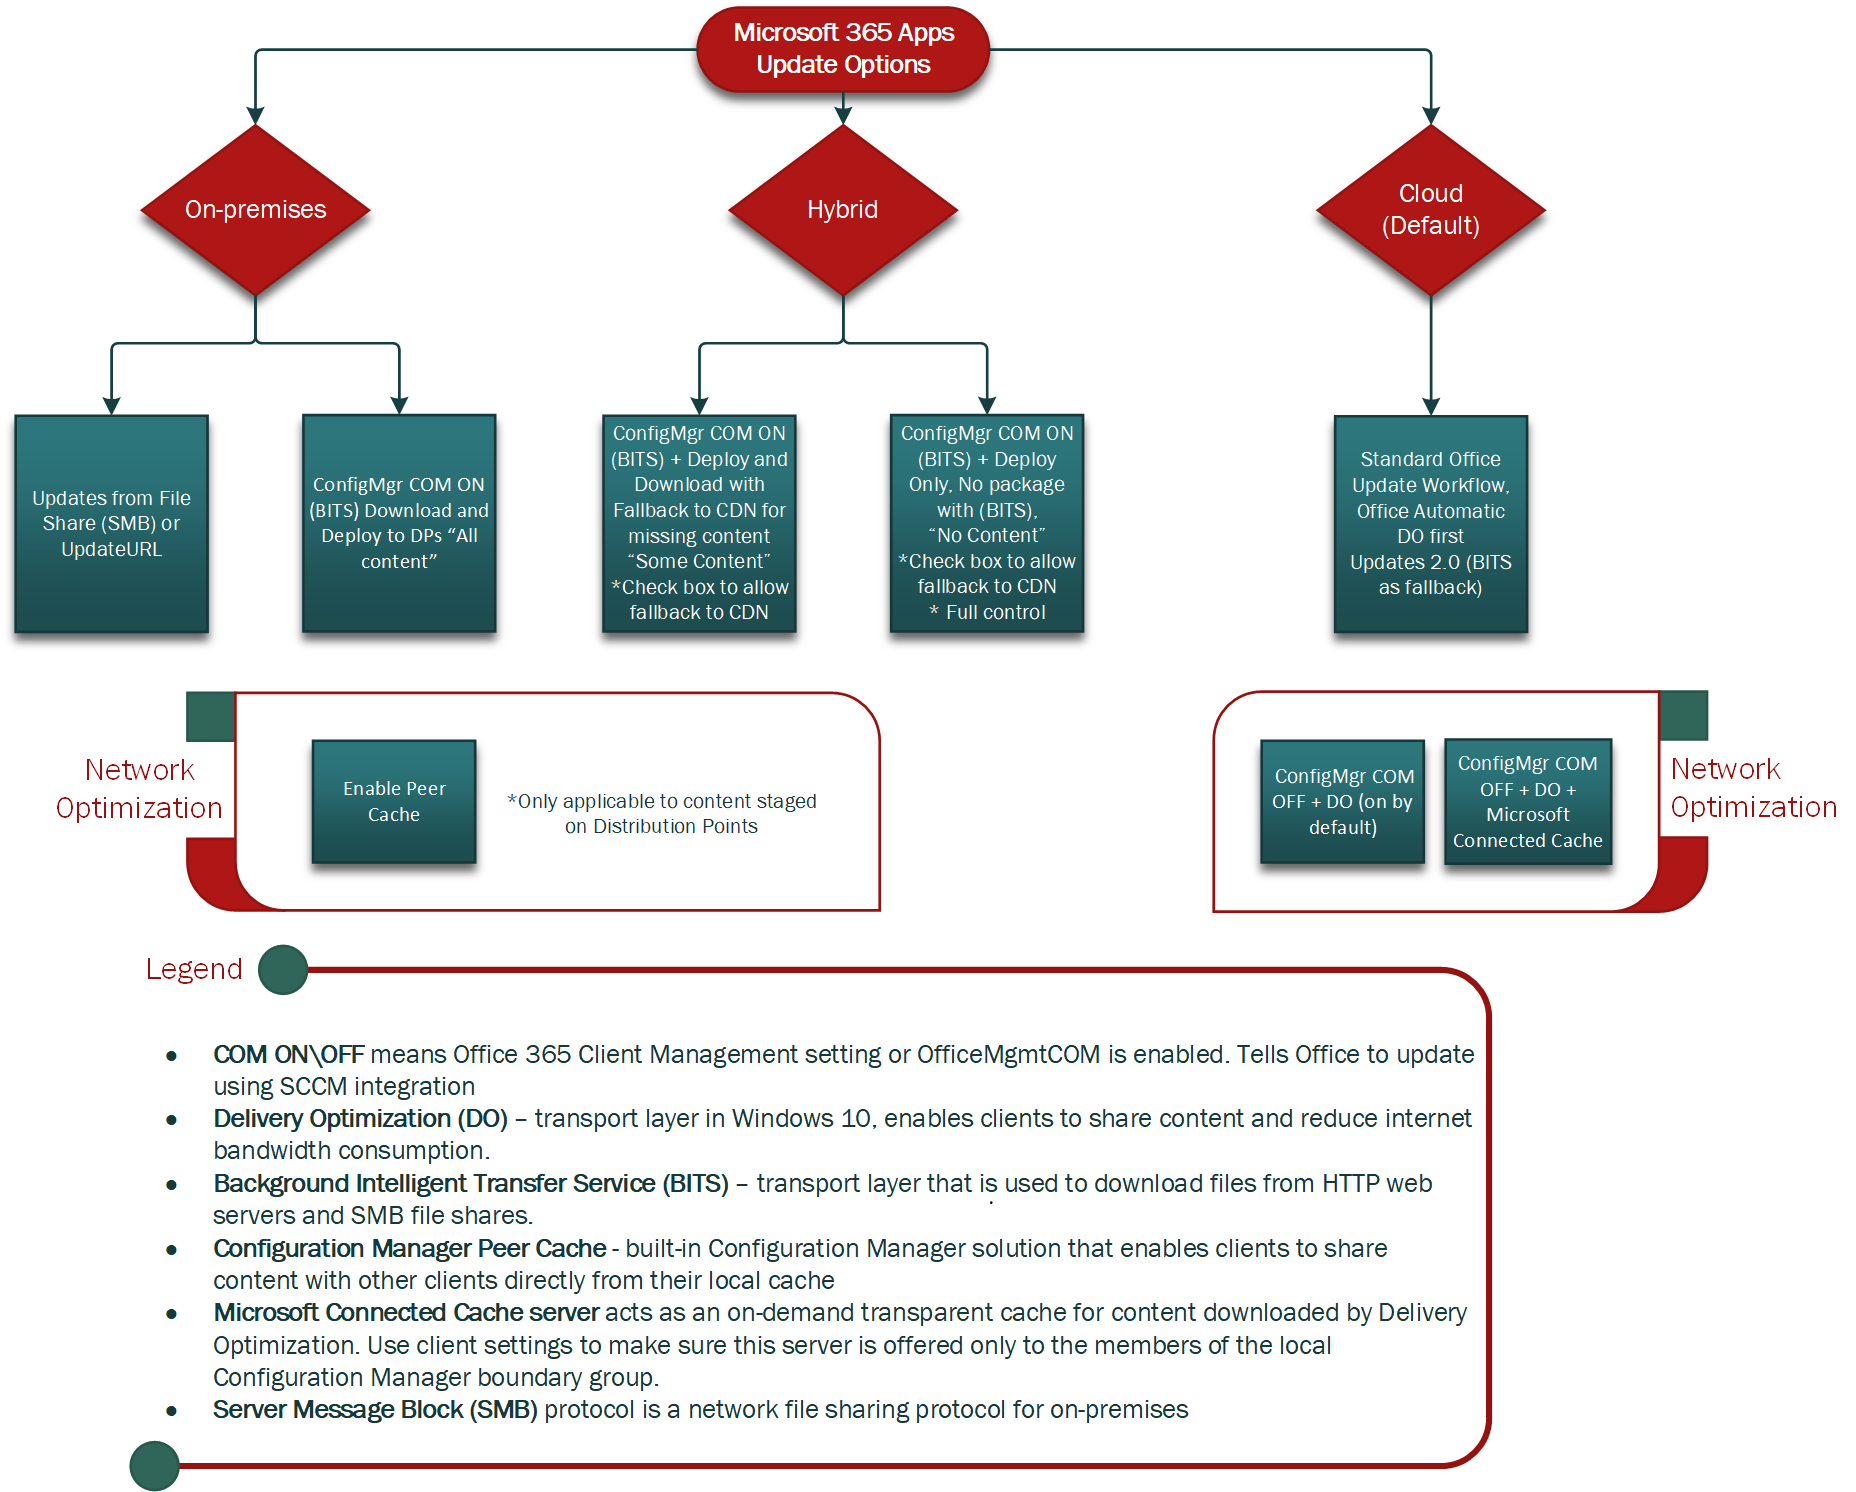 Microsoft 365 Apps
Update Options
On-premises
Hybrid
Cloud
(Default)
Updates from File
Share (SMB) or
UpdateURL
ConfigMgr COM ON
(BITS) Download and
Deploy to DPs “All
content”
ConfigMgr COM ON
(BITS) + Deploy and
Download with
Fallback to CDN for
missing content
“Some Content”
*Check box to allow
fallback to CDN
ConfigMgr COM ON
(BITS) + Deploy
Only, No package
with (BITS),
“No Content”
*Check box to allow
fallback to CDN
* Full control
Standard Office
Update Workflow,
Office Automatic
DO first
Updates 2.0 (BITS
as fallback)
Network
Optimization
Enable Peer
Cache
*Only applicable to content staged
on Distribution Points
ConfigMgr COM
OFF + DO (on by
default)
ConfigMgr COM
OFF + DO +
Microsoft
Connected Cache
Network
Optimization
Legend
● COM ON\OFF means Office 365 Client Management setting or OfficeMgmtCOM is enabled. Tells Office to update
using SCCM integration
● Delivery Optimization (DO) – transport layer in Windows 10, enables clients to share content and reduce internet
bandwidth consumption.
● Background Intelligent Transfer Service (BITS) – transport layer that is used to download files from HTTP web
servers and SMB file shares.
● Configuration Manager Peer Cache - built-in Configuration Manager solution that enables clients to share
content with other clients directly from their local cache
● Microsoft Connected Cache server acts as an on-demand transparent cache for content downloaded by Delivery
Optimization. Use client settings to make sure this server is offered only to the members of the local
Configuration Manager boundary group.
● Server Message Block (SMB) protocol is a network file sharing protocol for on-premises